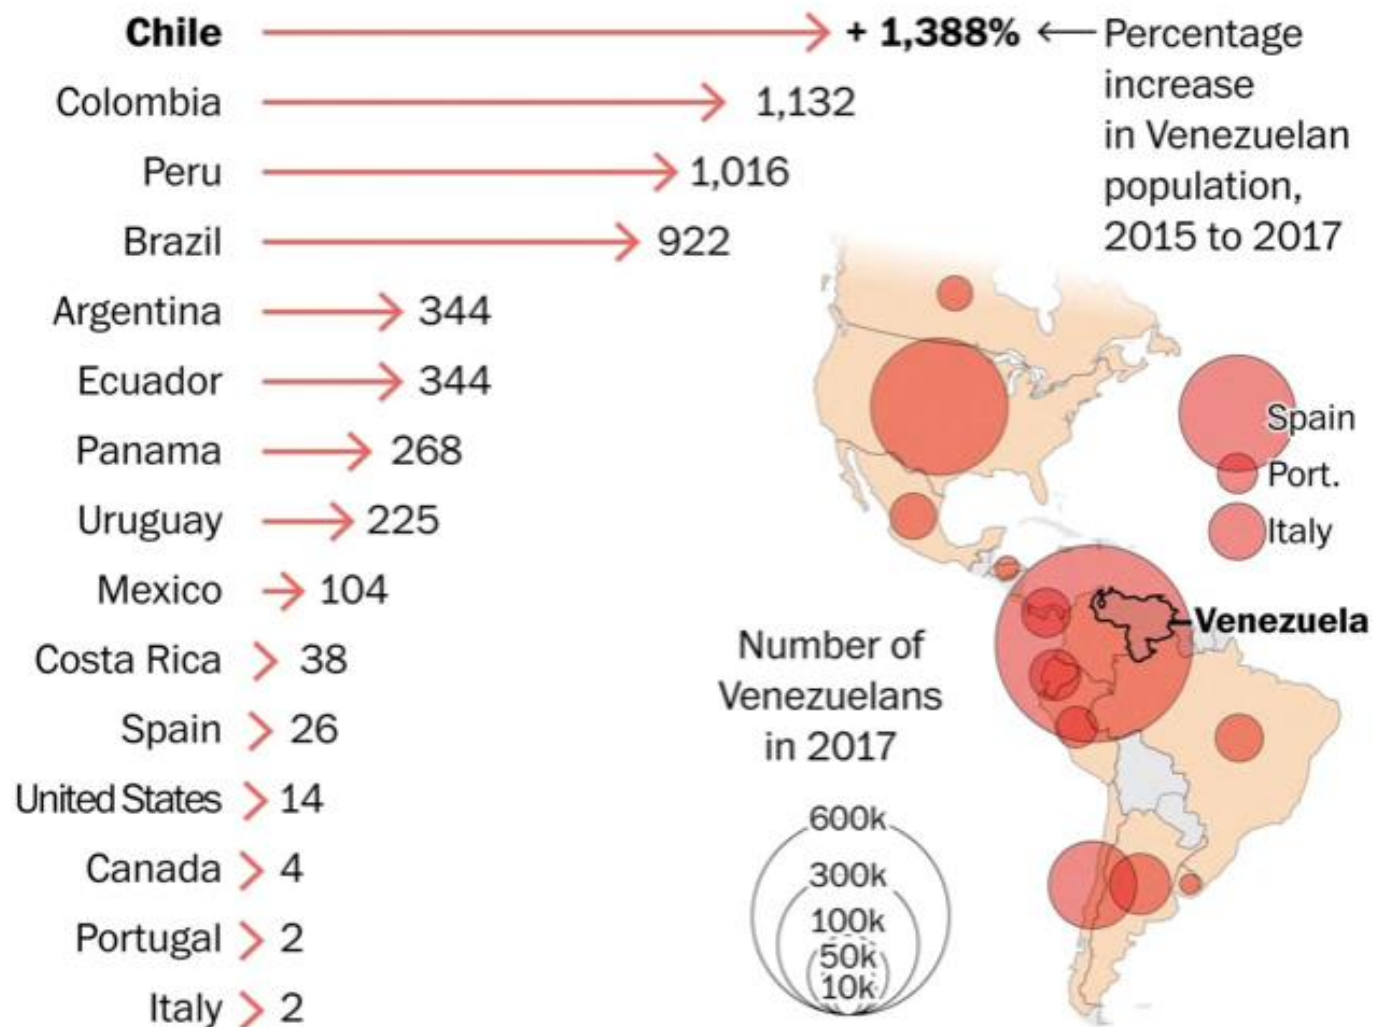 Chile + 1,388% Percentage
increase
in Venezuelan
population,
2015 to 2017
Colombia 1,132
Peru 1,016
Brazil 922
Argentina 344
Ecuador 344
Panama 268
Uruguay 225
Mexico 104
Costa Rica 38
Spain 26
United States 14
Canada 4
Portugal 2
Italy 2
Spain
Port.
Italy
Venezuela
Number of
Venezuelans
in 2017
600k
300k
100k
50k
10k